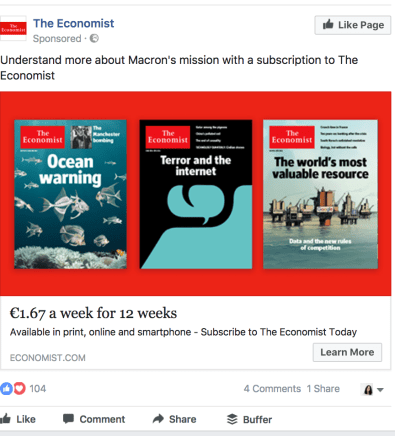 The Economist
Like Page
Sponsored ·
Understand more about Macron's mission with a subscription to The
Economist
The
Economist
The
Manchester
bombing
Ocean
warning
The
Economist
Terror and the
internet
The
Economist
The world's most
valuable resource
Data and the new rules
of competition
€1.67 a week for 12 weeks
Available in print, online and smartphone – Subscribe to The Economist Today
ECONOMIST.COM
Learn More
104
4 Comments 1 Share
Like
Comment
Share
Buffer